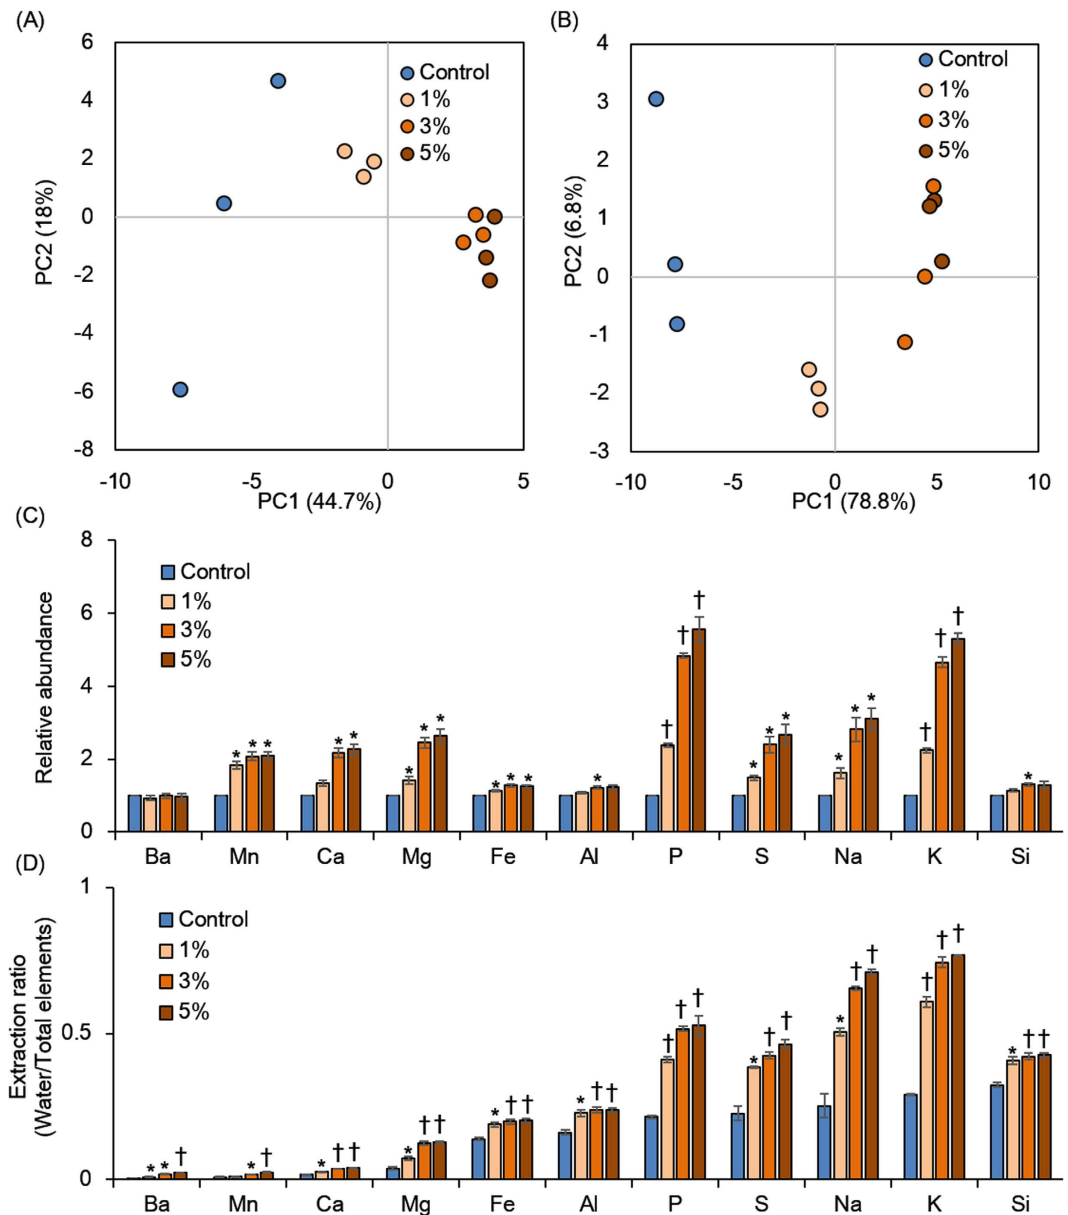 (A)
6
4
2
0
-2
-4
-6
-8
-10
-5
0
5
PC2 (18%)
PC1 (44.7%)
Control
1%
3%
5%
(B)
4
3
2
1
0
-1
-2
-3
-10
-5
0
5
10
PC2 (6.8%)
PC1 (78.8%)
Control
1%
3%
5%
(C)
8
6
4
2
0
Relative abundance
Control
1%
3%
5%
* * *
* *
* * *
* * *
*
† † †
* * *
* * *
† † †
*
Ba Mn Ca Mg Fe Al P S Na K Si
(D)
1
0.5
0
Extraction ratio
(Water/Total elements)
Control
1%
3%
5%
* * †
* †
* † †
* † †
* † †
* † †
† † †
* † †
* † †
† † †
* † †
Ba Mn Ca Mg Fe Al P S Na K Si